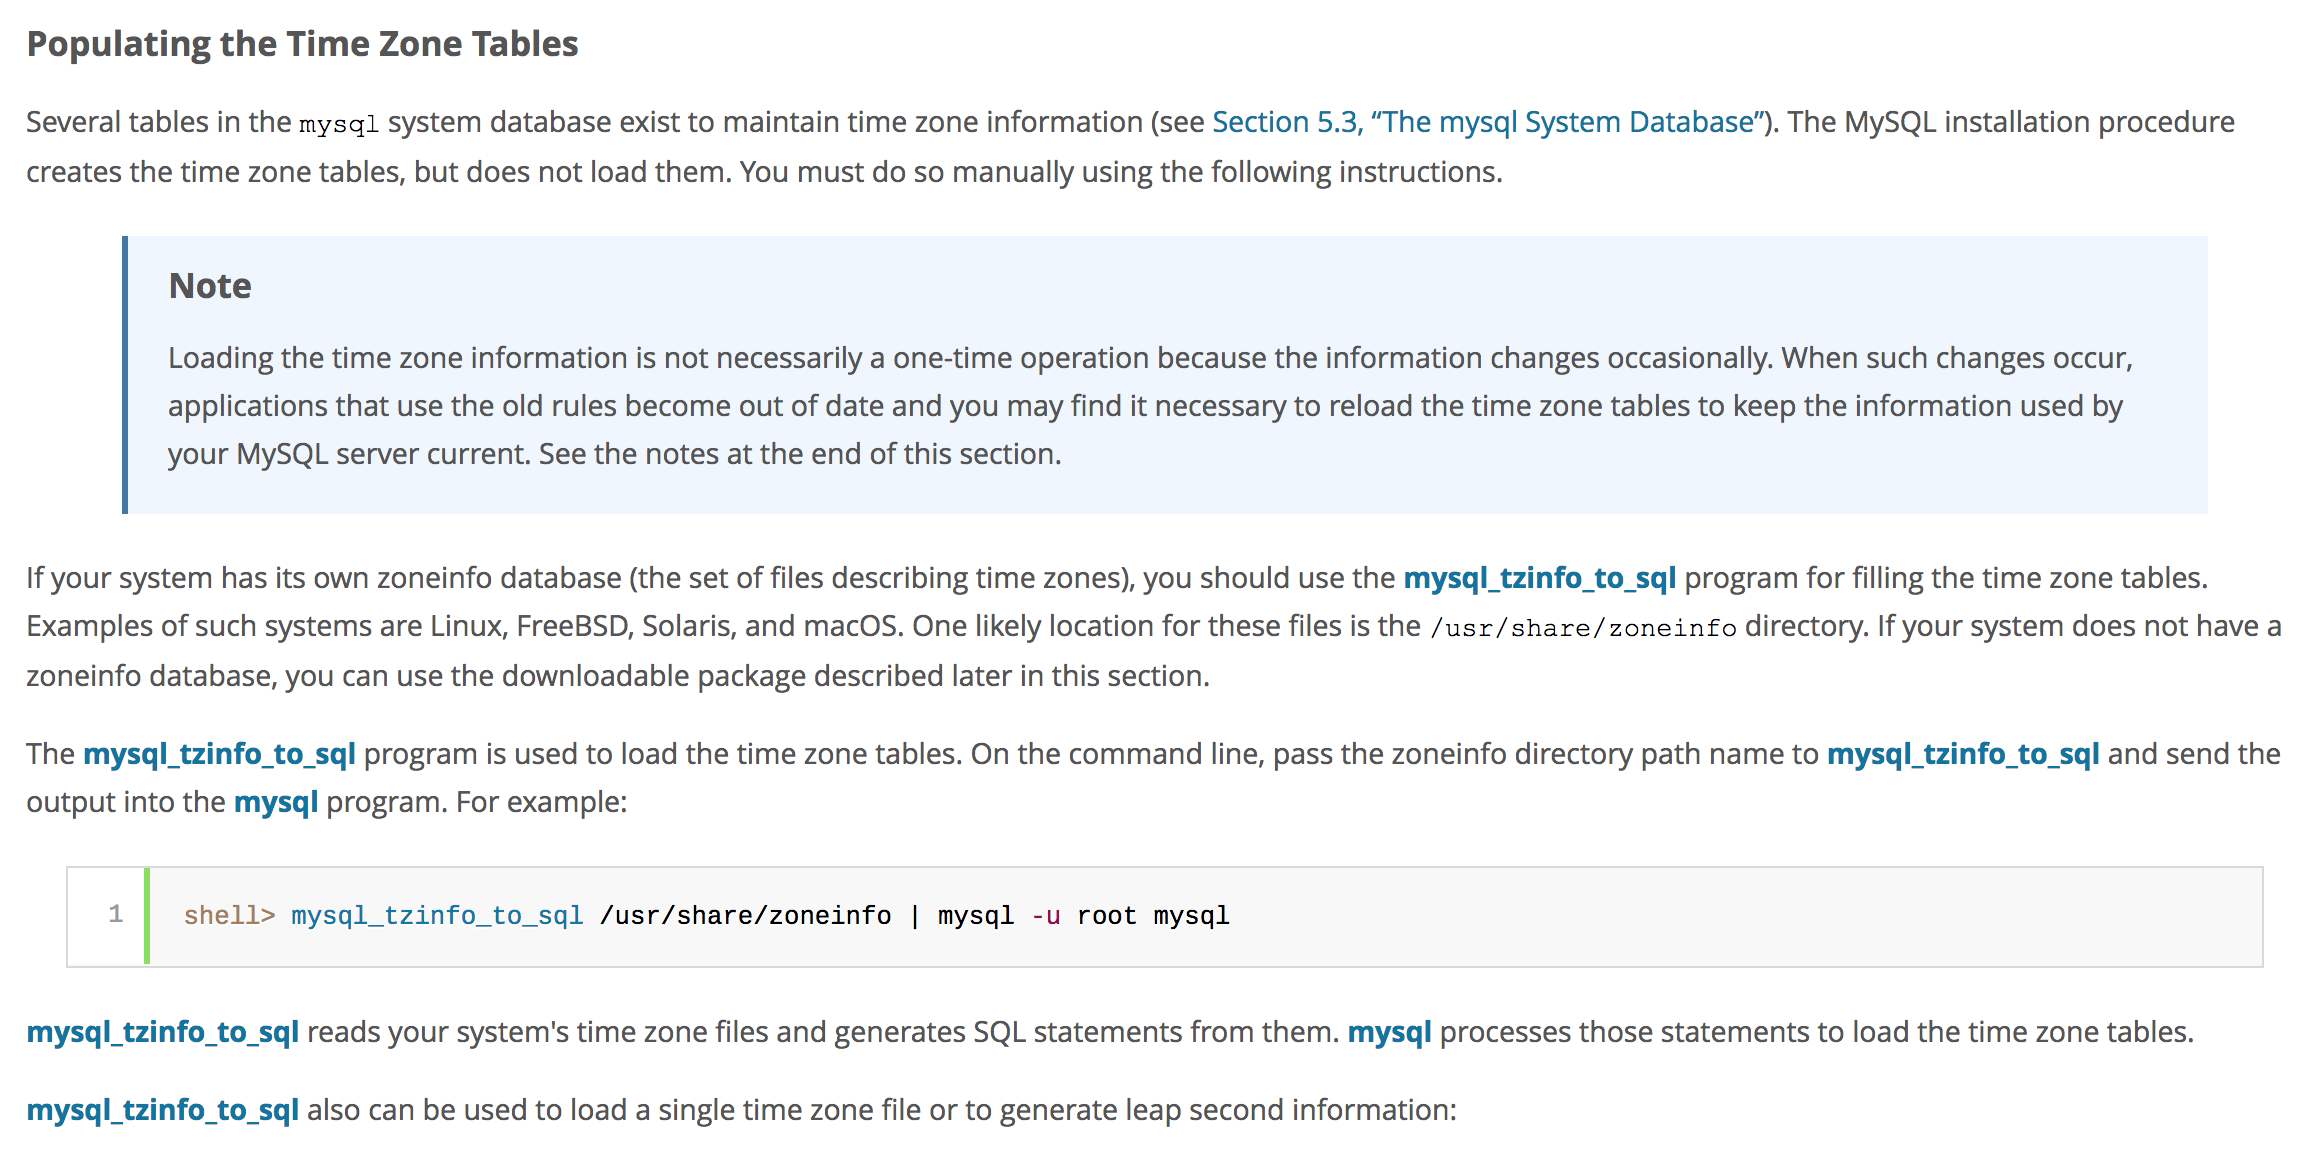 Populating the Time Zone Tables
Several tables in the mysql system database exist to maintain time zone information (see Section 5.3, “The mysql System Database”). The MySQL installation procedure
creates the time zone tables, but does not load them. You must do so manually using the following instructions.
Note
Loading the time zone information is not necessarily a one-time operation because the information changes occasionally. When such changes occur,
applications that use the old rules become out of date and you may find it necessary to reload the time zone tables to keep the information used by
your MySQL server current. See the notes at the end of this section.
If your system has its own zoneinfo database (the set of files describing time zones), you should use the mysql_tzinfo_to_sql program for filling the time zone tables.
Examples of such systems are Linux, FreeBSD, Solaris, and macOS. One likely location for these files is the /usr/share/zoneinfo directory. If your system does not have a
zoneinfo database, you can use the downloadable package described later in this section.
The mysql_tzinfo_to_sql program is used to load the time zone tables. On the command line, pass the zoneinfo directory path name to mysql_tzinfo_to_sql and send the
output into the mysql program. For example:
1 shell> mysql_tzinfo_to_sql /usr/share/zoneinfo | mysql -u root mysql
mysql_tzinfo_to_sql reads your system's time zone files and generates SQL statements from them. mysql processes those statements to load the time zone tables.
mysql_tzinfo_to_sql also can be used to load a single time zone file or to generate leap second information: